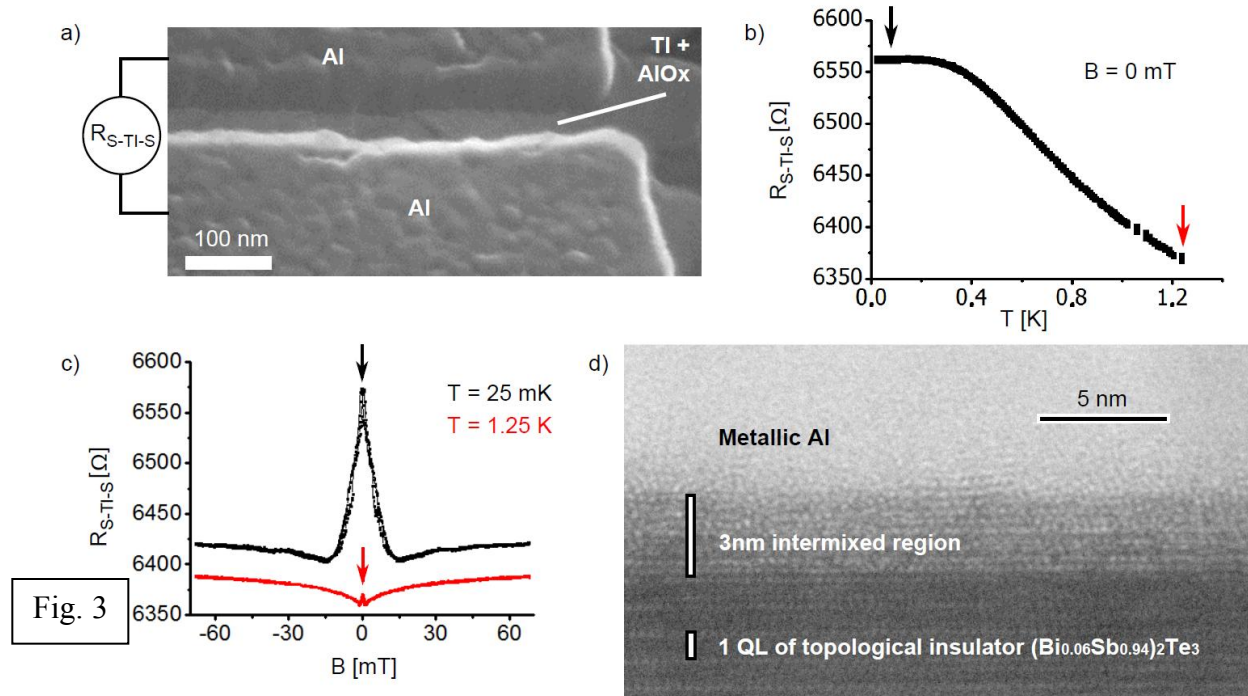 a)
Al
TI +
AlOx
R_S-TI-S
Al
100 nm
b)
6600
6550
6500
6450
6400
6350
R_S-TI-S [Ω]
B = 0 mT
0.0
0.4
0.8
1.2
T [K]
c)
6600
6550
6500
6450
6400
6350
R_S-TI-S [Ω]
T = 25 mK
T = 1.25 K
-60
-30
0
30
60
B [mT]
Fig. 3
d)
5 nm
Metallic Al
3nm intermixed region
1 QL of topological insulator (Bi0.06Sb0.94)2Te3